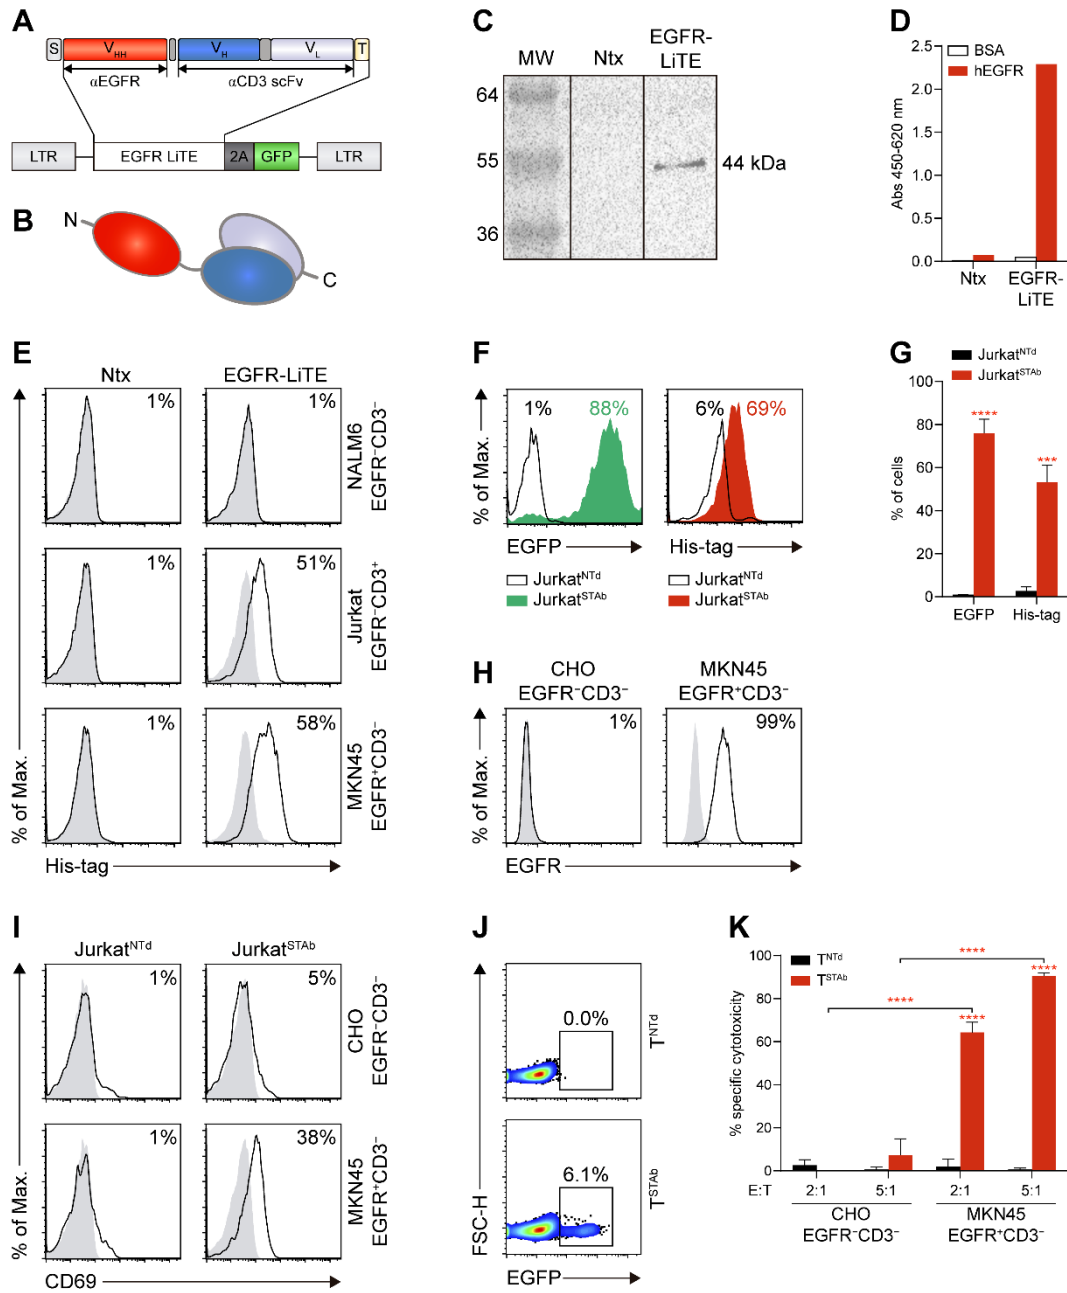 A
S
V_HH
V_H
V_L
T
αEGFR
αCD3 scFv
LTR
EGFR LiTE
2A
GFP
LTR
B
N
C
C
MW
Ntx
EGFR-
LiTE
64
55
36
44 kDa
D
BSA
hEGFR
Abs 450-620 nm
2.5
2.0
1.5
1.0
0.5
0.0
Ntx
EGFR-
LiTE
E
Ntx
EGFR-LiTE
1%
1%
NALM6
EGFR⁻CD3⁻
1%
51%
Jurkat
EGFR⁻CD3⁺
1%
58%
MKN45
EGFR⁺CD3⁻
% of Max.
His-tag
F
% of Max.
1%
88%
6%
69%
EGFP
His-tag
Jurkat^NTd
Jurkat^STAb
Jurkat^NTd
Jurkat^STAb
G
Jurkat^NTd
Jurkat^STAb
% of cells
100
80
60
40
20
0
****
***
EGFP
His-tag
H
CHO
EGFR⁻CD3⁻
MKN45
EGFR⁺CD3⁻
1%
99%
% of Max.
EGFR
I
Jurkat^NTd
Jurkat^STAb
1%
5%
CHO
EGFR⁻CD3⁻
1%
38%
MKN45
EGFR⁺CD3⁻
% of Max.
CD69
J
0.0%
T^NTd
6.1%
T^STAb
FSC-H
EGFP
K
T^NTd
T^STAb
% specific cytotoxicity
100
80
60
40
20
0
****
****
****
****
E:T
2:1
5:1
2:1
5:1
CHO
EGFR⁻CD3⁻
MKN45
EGFR⁺CD3⁻